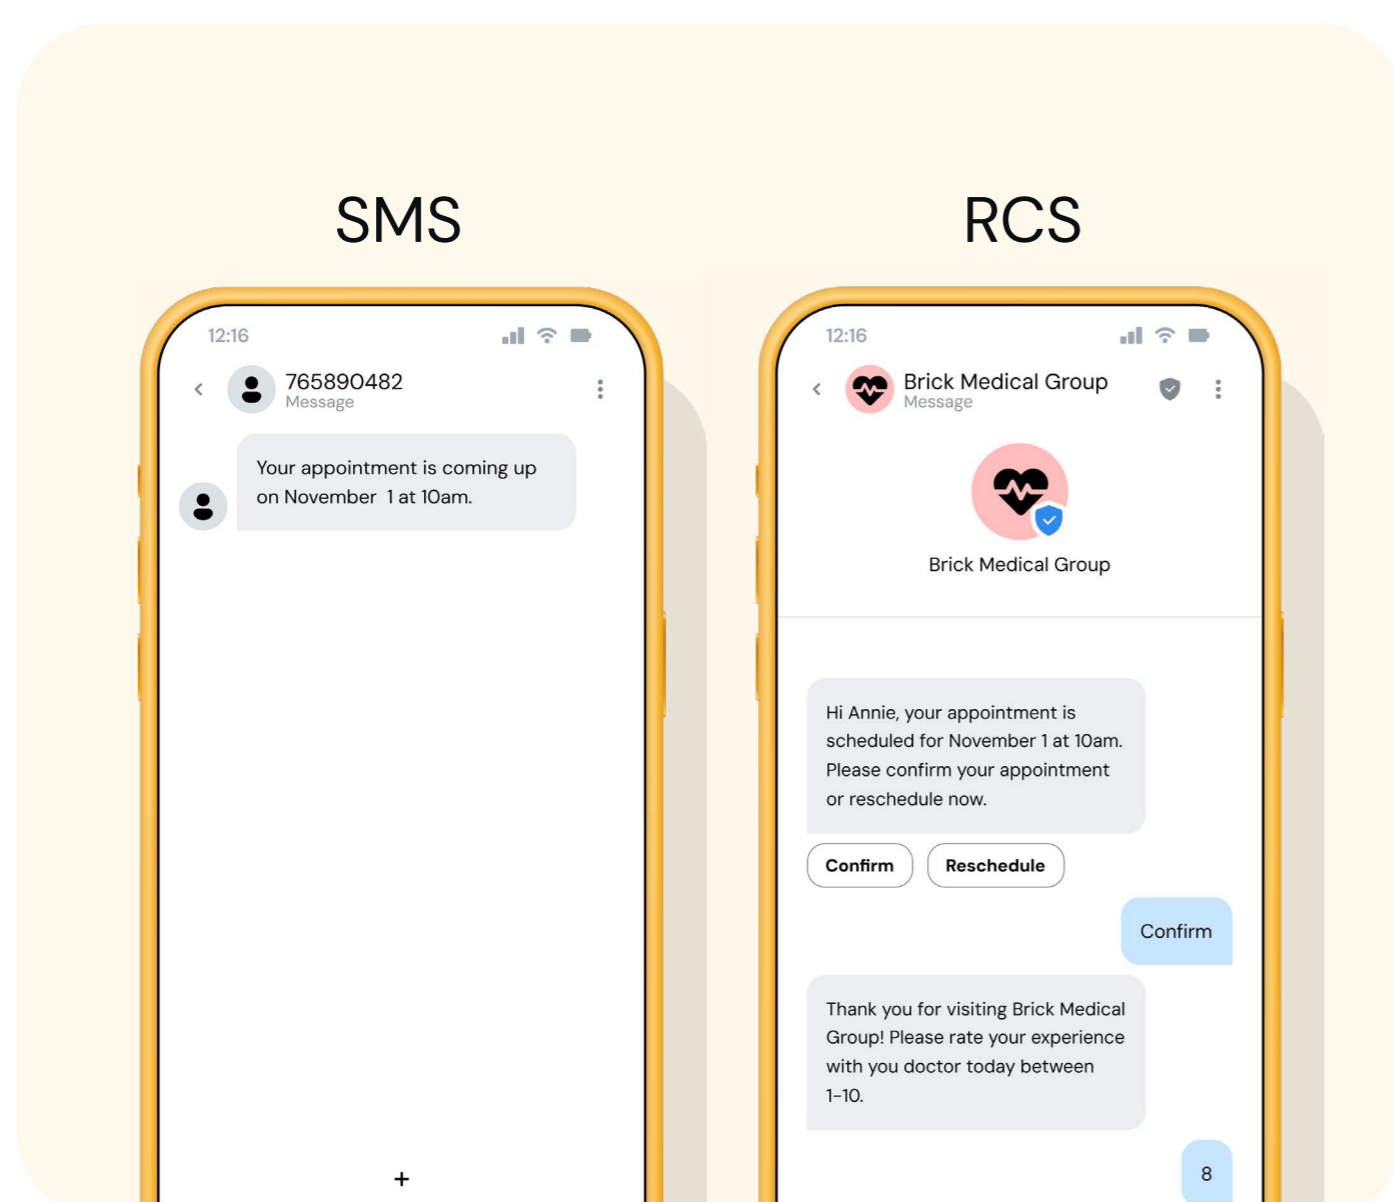 SMS
12:16
765890482
Message
Your appointment is coming up
on November 1 at 10am.
+
RCS
12:16
Brick Medical Group
Message
Brick Medical Group
Hi Annie, your appointment is
scheduled for November 1 at 10am.
Please confirm your appointment
or reschedule now.
Confirm
Reschedule
Confirm
Thank you for visiting Brick Medical
Group! Please rate your experience
with you doctor today between
1-10.
8